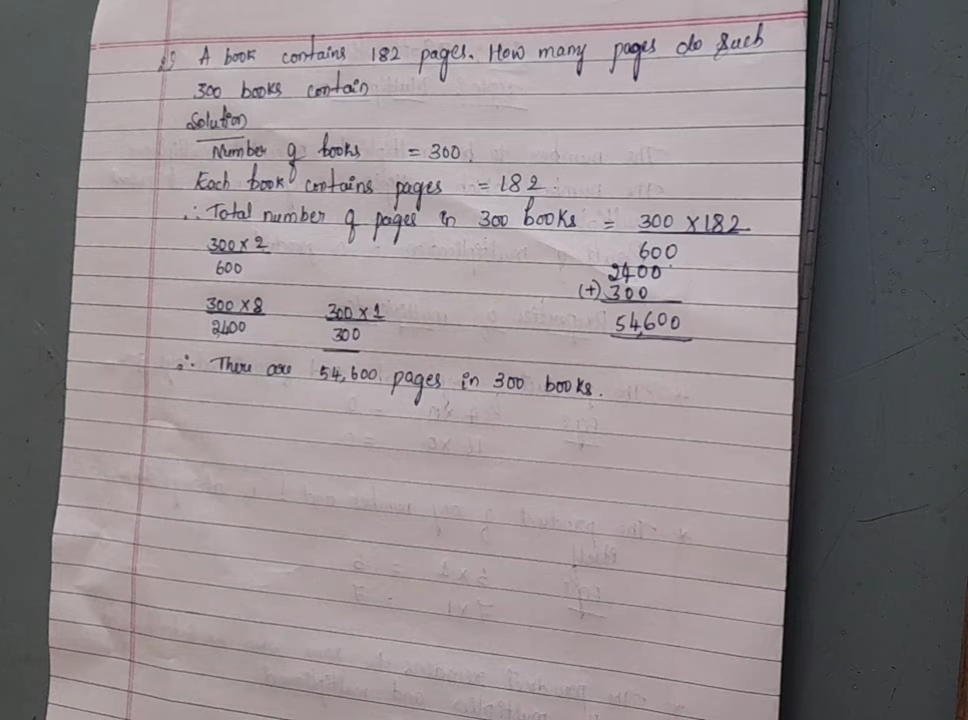 A book contains 182 pages. How many pages do such
300 books contain
Solution
Number of books = 300
Each book contains pages = 182
∴ Total number of pages in 300 books = 300 × 182
300 × 2 600
600 2400
(+) 300
300 × 8 300 × 1 54,600
2400 300
∴ There are 54,600 pages in 300 books.